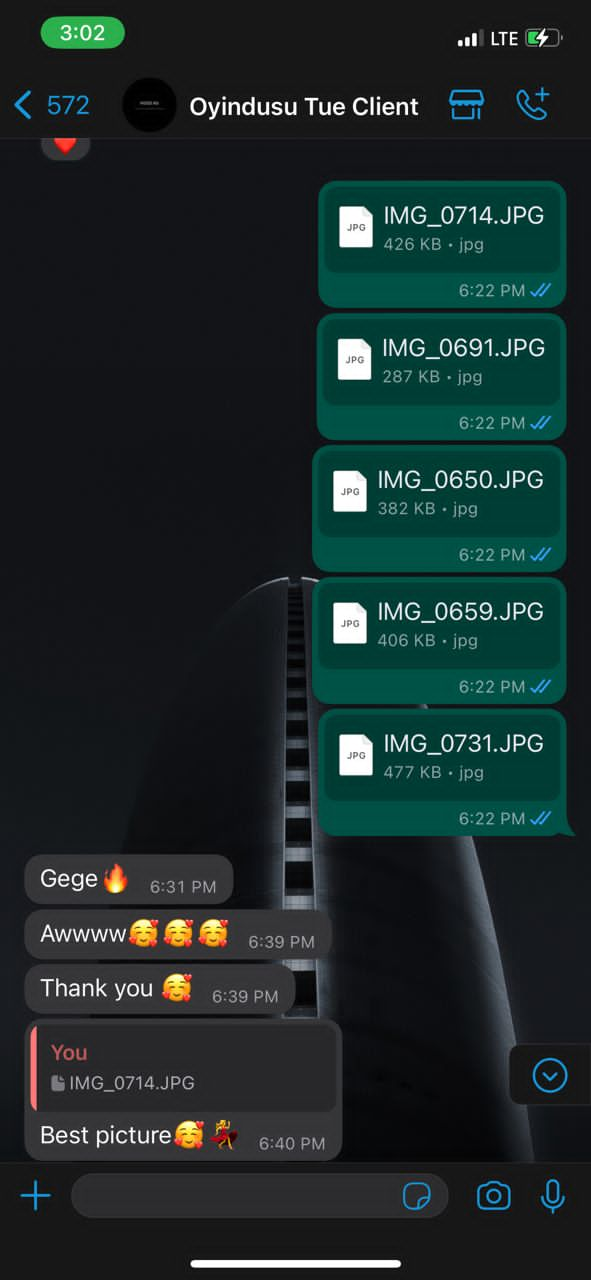 3:02
LTE
572
Oyindusu Tue Client
JPG
IMG_0714.JPG
426 KB • jpg
6:22 PM
JPG
IMG_0691.JPG
287 KB • jpg
6:22 PM
JPG
IMG_0650.JPG
382 KB • jpg
6:22 PM
JPG
IMG_0659.JPG
406 KB • jpg
6:22 PM
JPG
IMG_0731.JPG
477 KB • jpg
6:22 PM
Gege🔥 6:31 PM
Awwww🥰🥰🥰 6:39 PM
Thank you 🥰 6:39 PM
You
IMG_0714.JPG
Best picture🥰💃 6:40 PM